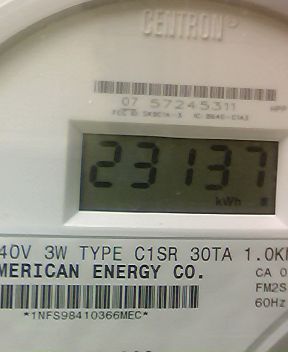 CENTRON
07 57245311
23137
kWh
40V 3W TYPE C1SR 30TA 1.0K
MERICAN ENERGY CO.
CA 0
FM2S
60Hz
*1NFS98410366MEC*